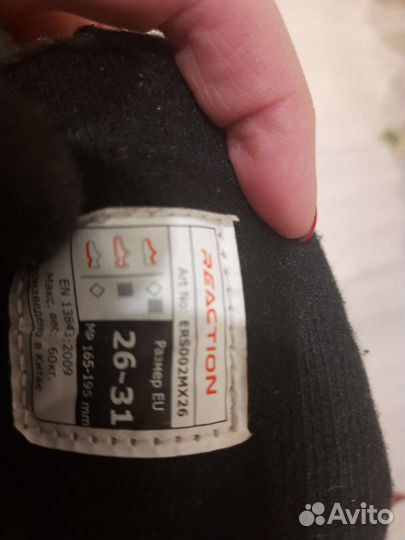 REACTION
Art No: ERS002MX26
Размер EU
26-31
Mp 165-195 mm
EN 13843:2009
Макс. вес.: 60кг.
Произведено в Китае
Avito